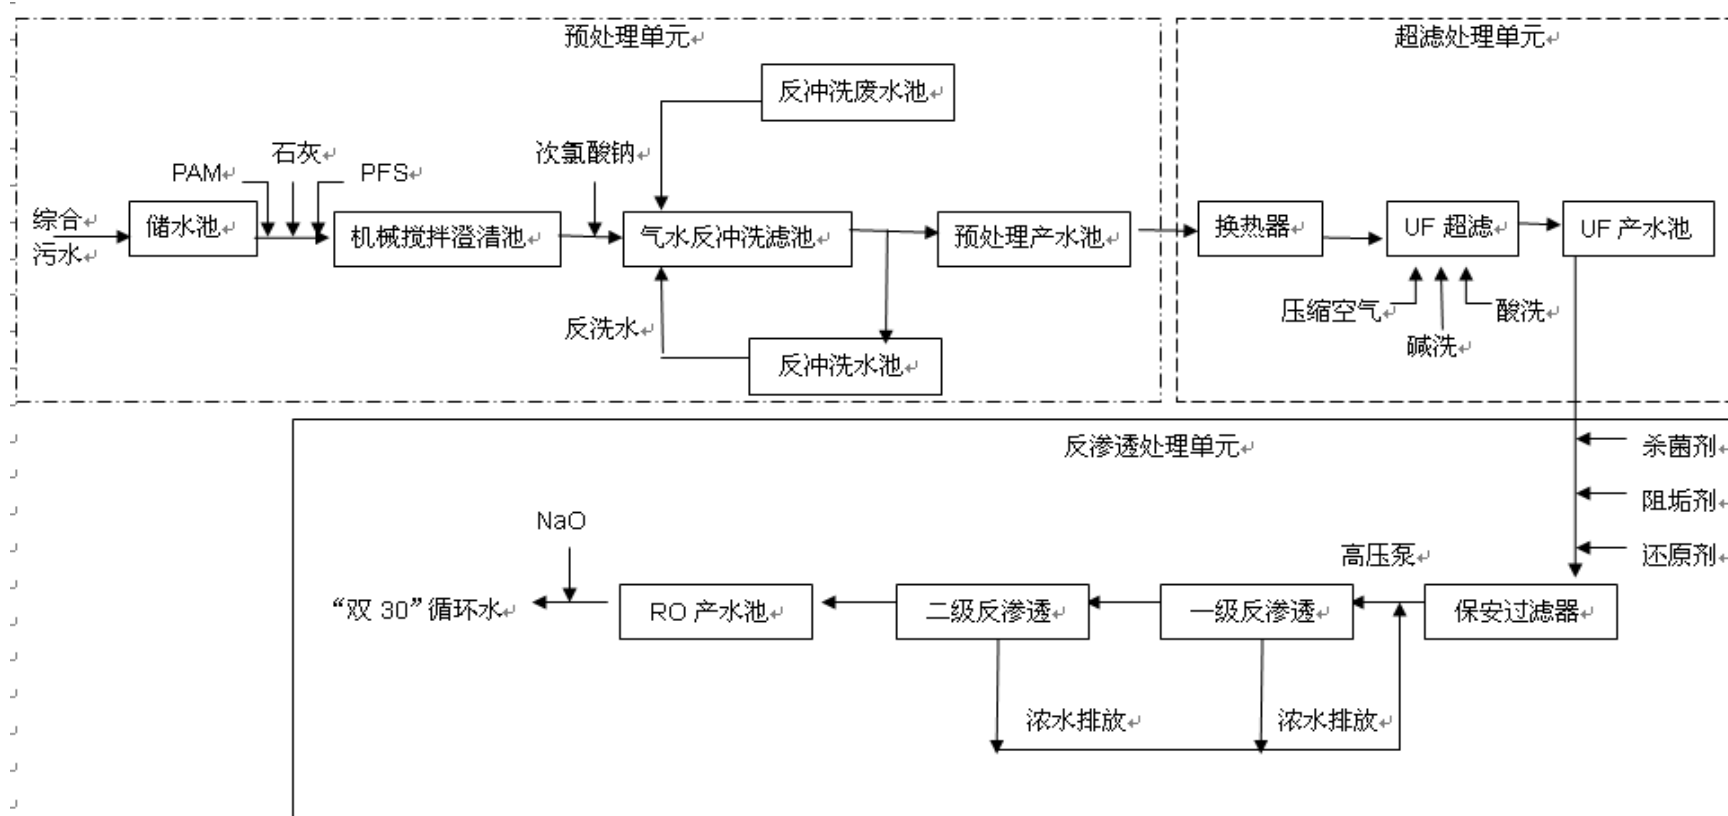 预处理单元
超滤处理单元
反冲洗废水池
石灰
次氯酸钠
PAM
PFS
综合
污水
储水池
机械搅拌澄清池
气水反冲洗滤池
预处理产水池
换热器
UF 超滤
UF 产水池
反洗水
反冲洗水池
压缩空气
碱洗
酸洗
反渗透处理单元
杀菌剂
阻垢剂
还原剂
NaO
高压泵
“双 30”循环水
RO 产水池
二级反渗透
一级反渗透
保安过滤器
浓水排放
浓水排放